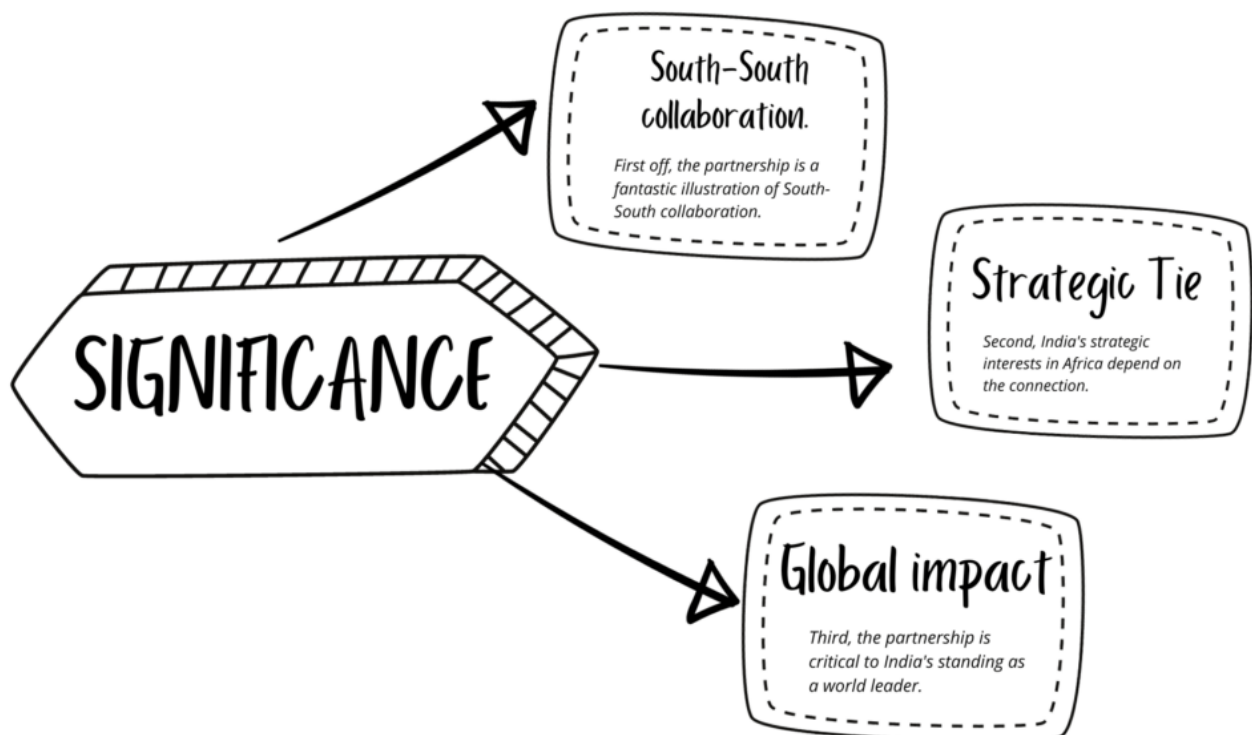 SIGNIFICANCE
South-South
collaboration.
First off, the partnership is a
fantastic illustration of South-
South collaboration.
Strategic Tie
Second, India's strategic
interests in Africa depend on
the connection.
Global impact
Third, the partnership is
critical to India's standing as
a world leader.